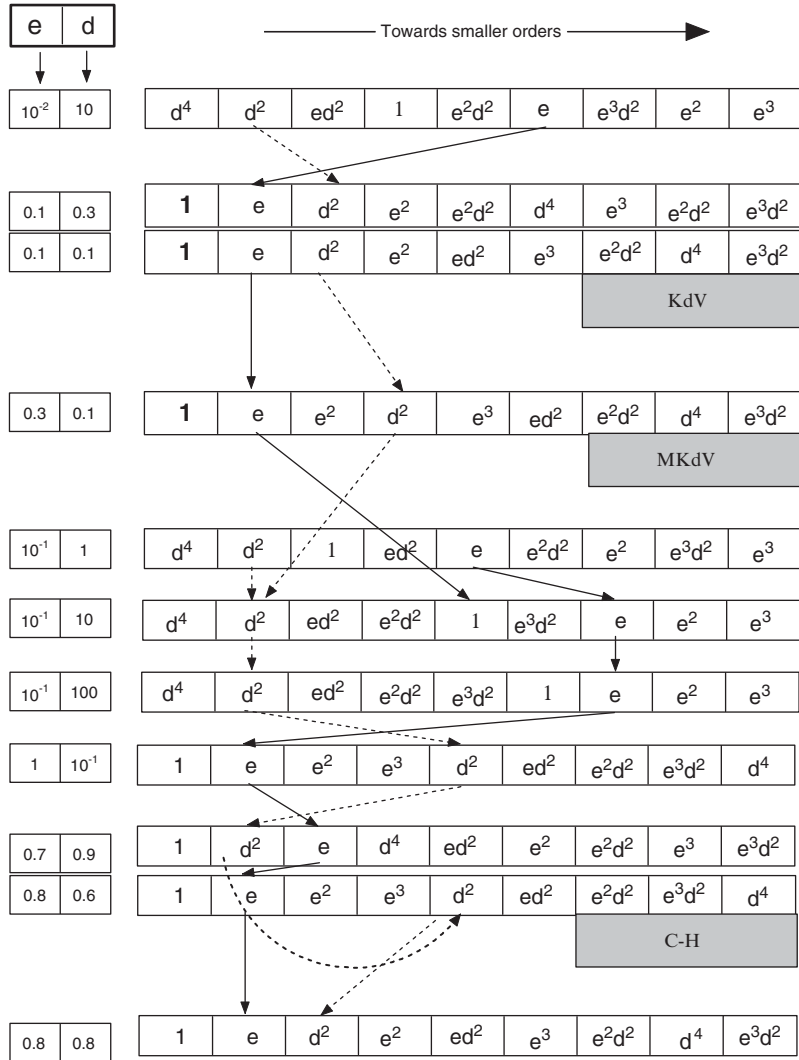 e d
Towards smaller orders
10⁻² 10 d⁴ d² ed² 1 e²d² e e³d² e² e³
0.1 0.3 1 e d² e² e²d² d⁴ e³ e²d² e³d²
0.1 0.1 1 e d² e² ed² e³ e²d² d⁴ e³d²
KdV
0.3 0.1 1 e e² d² e³ ed² e²d² d⁴ e³d²
MKdV
10⁻¹ 1 d⁴ d² 1 ed² e e²d² e² e³d² e³
10⁻¹ 10 d⁴ d² ed² e²d² 1 e³d² e e² e³
10⁻¹ 100 d⁴ d² ed² e²d² e³d² 1 e e² e³
1 10⁻¹ 1 e e² e³ d² ed² e²d² e³d² d⁴
0.7 0.9 1 d² e d⁴ ed² e² e²d² e³ e³d²
0.8 0.6 1 e e² e³ d² ed² e²d² e³d² d⁴
C-H
0.8 0.8 1 e d² e² ed² e³ e²d² d⁴ e³d²